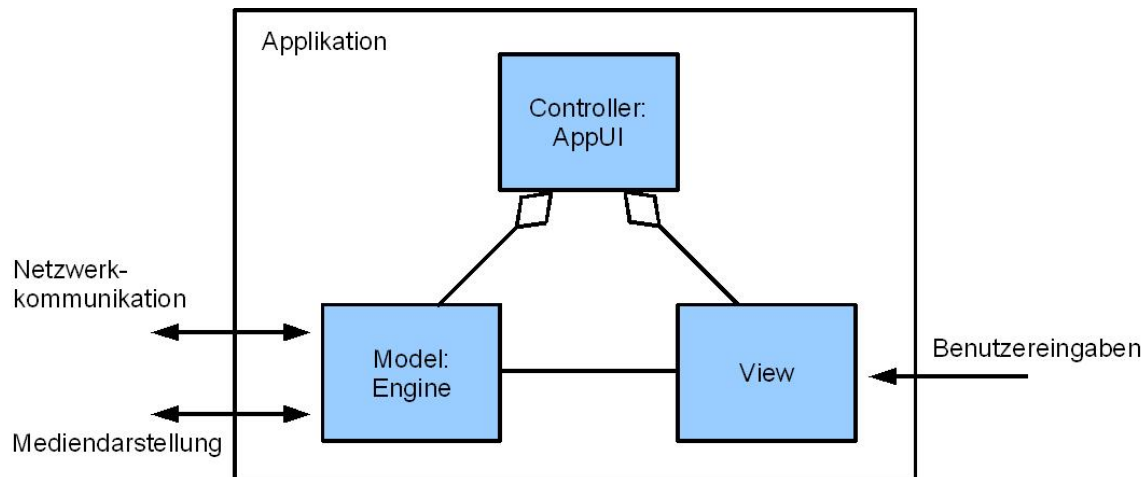 Applikation
Controller:
AppUI
Netzwerk-
kommunikation
Model:
Engine
View
Benutzereingaben
Mediendarstellung